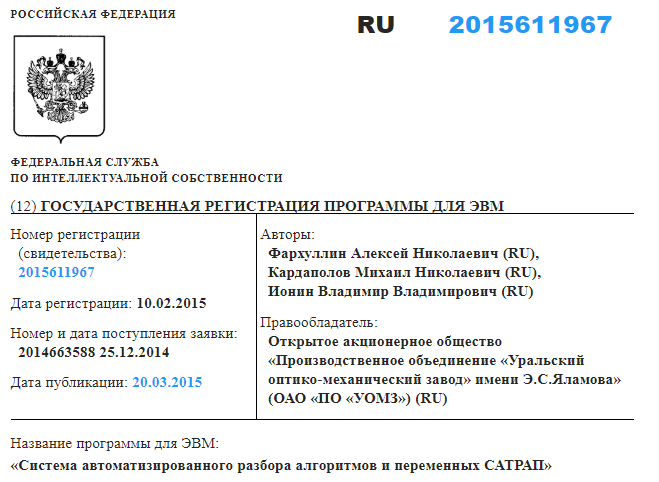 РОССИЙСКАЯ ФЕДЕРАЦИЯ
RU 2015611967
ФЕДЕРАЛЬНАЯ СЛУЖБА
ПО ИНТЕЛЛЕКТУАЛЬНОЙ СОБСТВЕННОСТИ
(12) ГОСУДАРСТВЕННАЯ РЕГИСТРАЦИЯ ПРОГРАММЫ ДЛЯ ЭВМ
Номер регистрации
(свидетельства):
2015611967
Дата регистрации: 10.02.2015
Номер и дата поступления заявки:
2014663588 25.12.2014
Дата публикации: 20.03.2015
Авторы:
Фархуллин Алексей Николаевич (RU),
Кардаполов Михаил Николаевич (RU),
Ионин Владимир Владимирович (RU)
Правообладатель:
Открытое акционерное общество
«Производственное объединение «Уральский
оптико-механический завод» имени Э.С.Яламова»
(ОАО «ПО «УОМЗ») (RU)
Название программы для ЭВМ:
«Система автоматизированного разбора алгоритмов и переменных САТРАП»